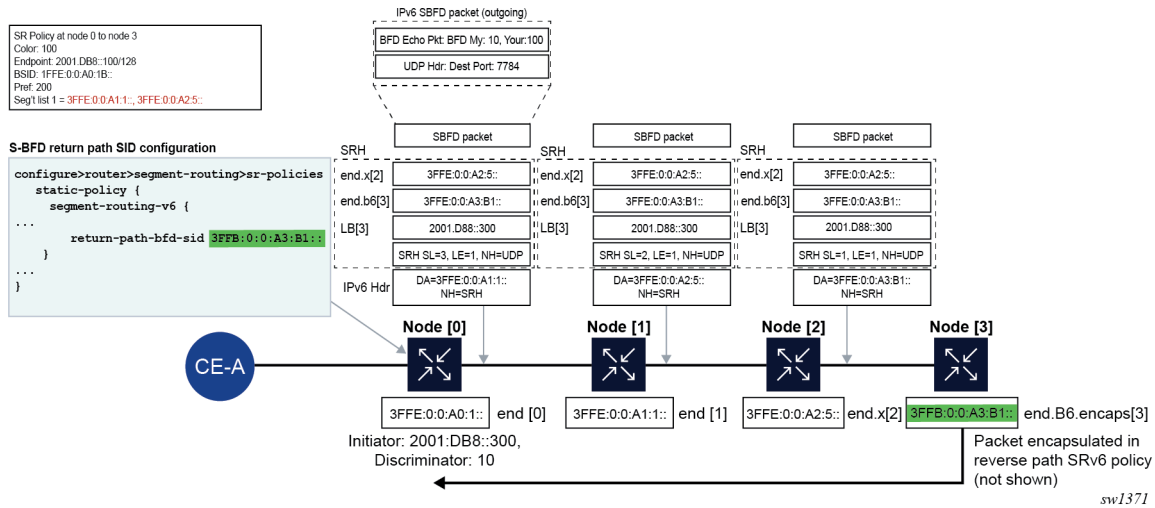 IPv6 SBFD packet (outgoing)
BFD Echo Pkt: BFD My: 10, Your:100
UDP Hdr: Dest Port: 7784
SR Policy at node 0 to node 3
Color: 100
Endpoint: 2001.DB8::100/128
BSID: 1FFE:0:0:A0:1B::
Pref: 200
Seg't list 1 = 3FFE:0:0:A1:1::, 3FFE:0:0:A2:5::
S-BFD return path SID configuration
configure>router>segment-routing>sr-policies
static-policy {
segment-routing-v6 {
...
return-path-bfd-sid 3FFB:0:0:A3:B1::
}
...
}
SBFD packet
SRH
end.x[2]
3FFE:0:0:A2:5::
end.b6[3]
3FFE:0:0:A3:B1::
LB[3]
2001.D88::300
SRH SL=3, LE=1, NH=UDP
IPv6 Hdr
DA=3FFE:0:0:A1:1::
NH=SRH
SBFD packet
SRH
end.x[2]
3FFE:0:0:A2:5::
end.b6[3]
3FFE:0:0:A3:B1::
LB[3]
2001.D88::300
SRH SL=2, LE=1, NH=UDP
DA=3FFE:0:0:A2:5::
NH=SRH
SBFD packet
SRH
end.x[2]
3FFE:0:0:A2:5::
end.b6[3]
3FFE:0:0:A3:B1::
LB[3]
2001.D88::300
SRH SL=1, LE=1, NH=UDP
DA=3FFE:0:0:A3:B1::
NH=SRH
CE-A
Node [0]
Node [1]
Node [2]
Node [3]
3FFE:0:0:A0:1:: end [0]
3FFE:0:0:A1:1:: end [1]
3FFE:0:0:A2:5:: end.x[2]
3FFB:0:0:A3:B1:: end.B6.encaps[3]
Initiator: 2001:DB8::300,
Discriminator: 10
Packet encapsulated in
reverse path SRv6 policy
(not shown)
sw1371